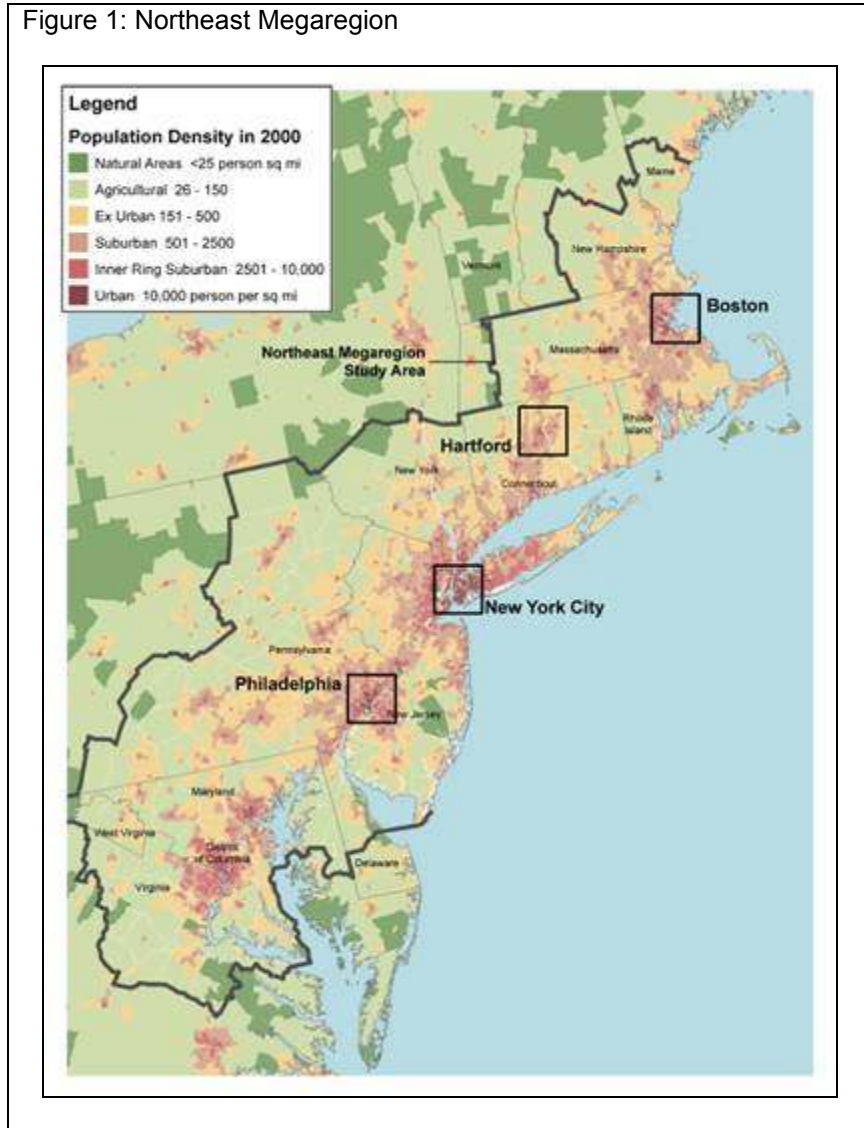 Figure 1: Northeast Megaregion
Legend
Population Density in 2000
Natural Areas <25 person sq mi
Agricultural 26 - 150
Ex Urban 151 - 500
Suburban 501 - 2500
Inner Ring Suburban 2501 - 10,000
Urban 10,000 person per sq mi
Maine
New Hampshire
Vermont
Boston
Northeast Megaregion
Study Area
Massachusetts
Rhode
Island
Hartford
New York
Connecticut
New York City
Pennsylvania
Philadelphia
New Jersey
Maryland
West Virginia
District
of Columbia
Delaware
Virginia